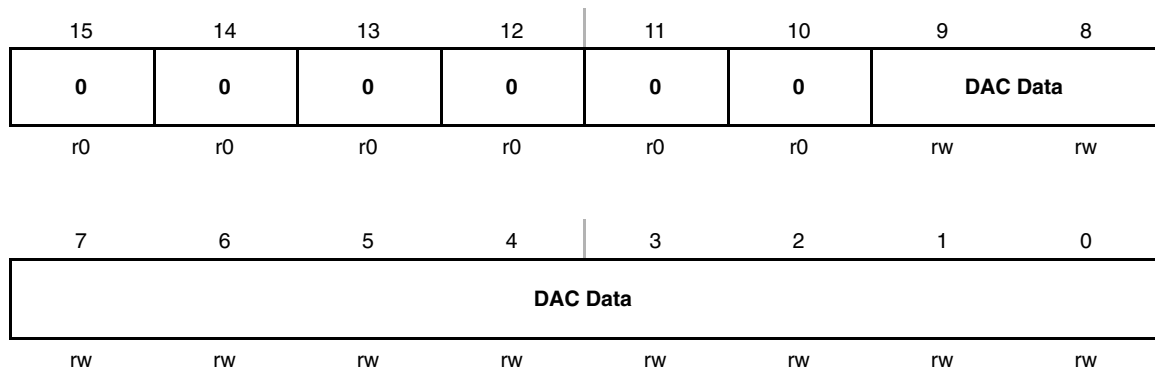 15 14 13 12 11 10 9 8
0 0 0 0 0 0 DAC Data
r0 r0 r0 r0 r0 r0 rw rw
7 6 5 4 3 2 1 0
DAC Data
rw rw rw rw rw rw rw rw